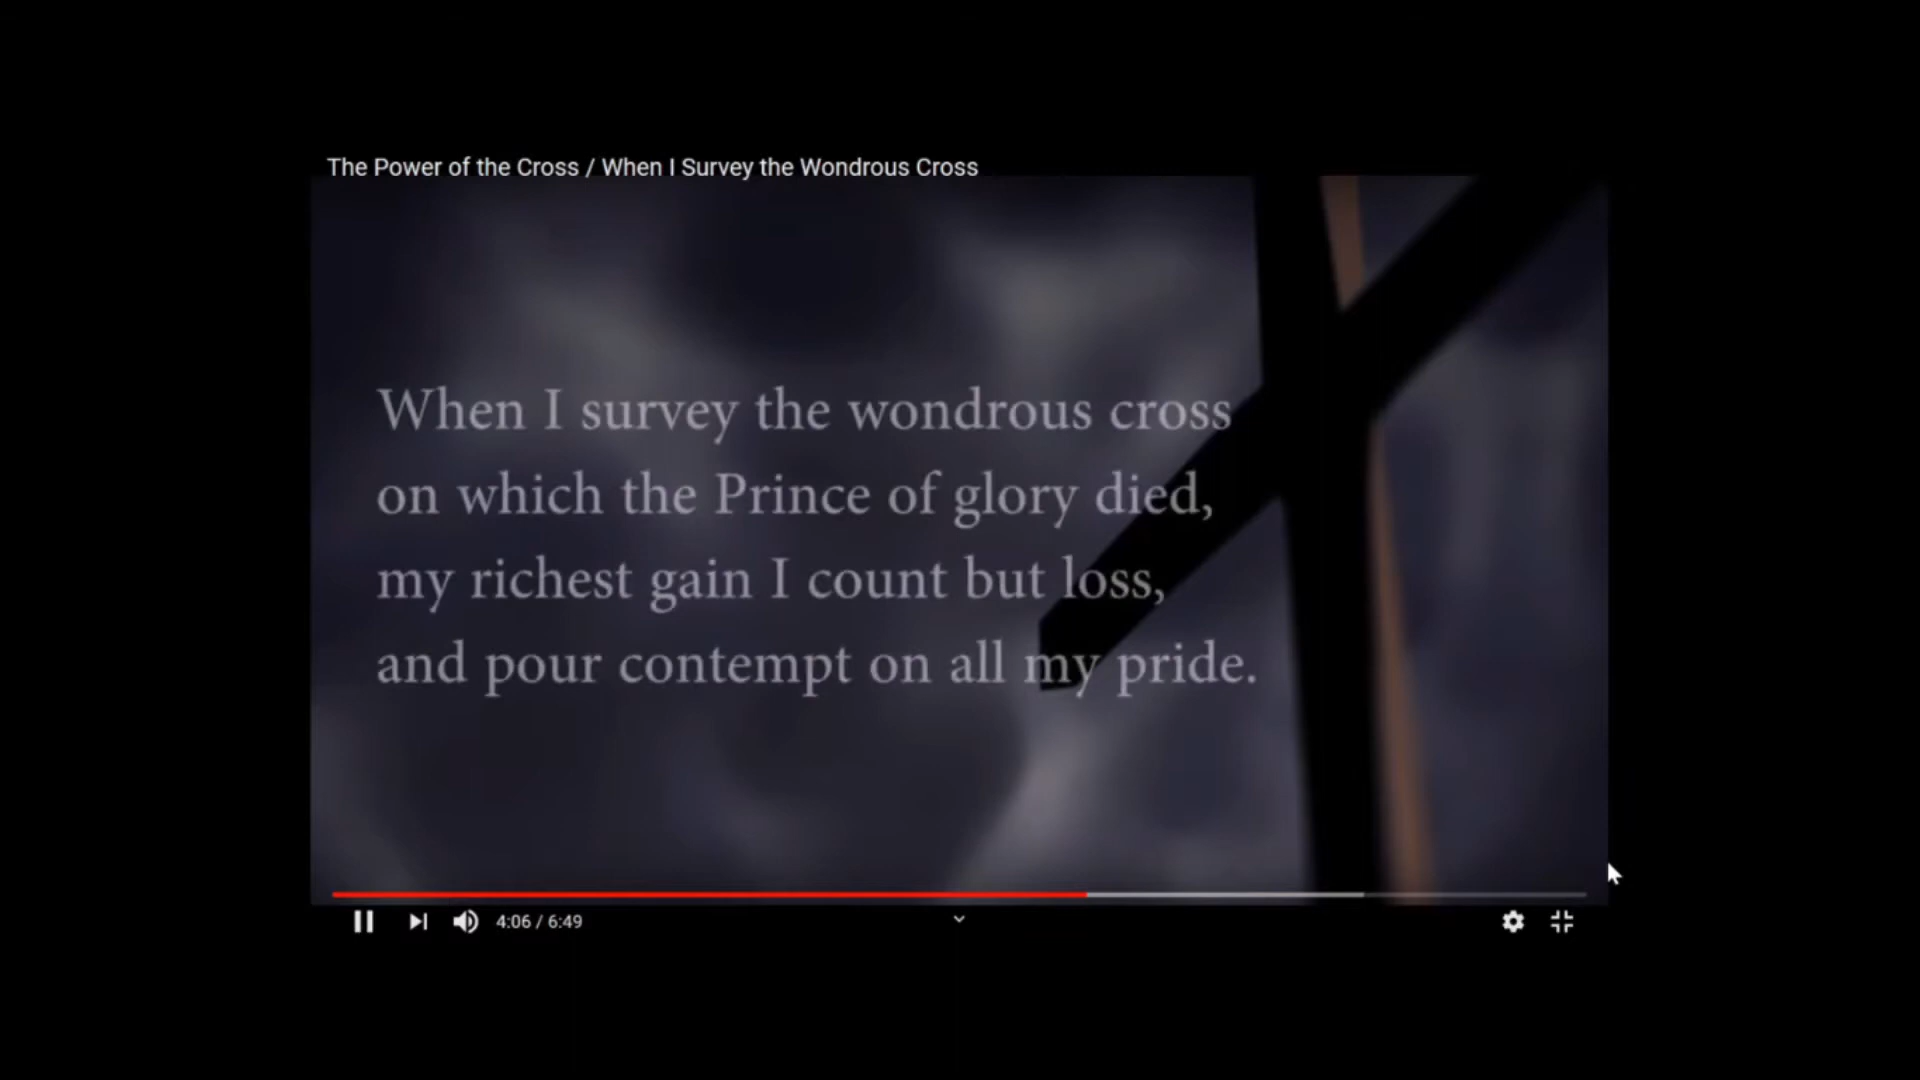 The Power of the Cross / When I Survey the Wondrous Cross
When I survey the wondrous cross
on which the Prince of glory died,
my richest gain I count but loss,
and pour contempt on all my pride.
4:06 / 6:49